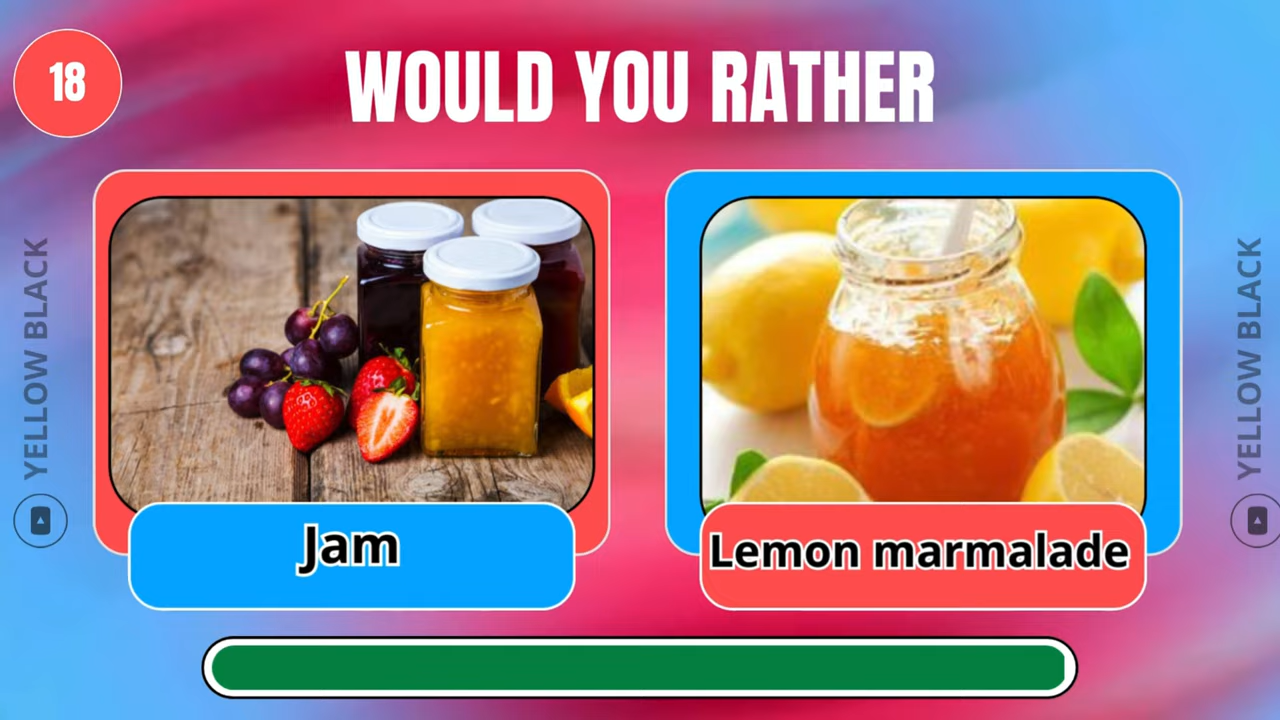 18
WOULD YOU RATHER
YELLOW BLACK
YELLOW BLACK
Jam
Lemon marmalade